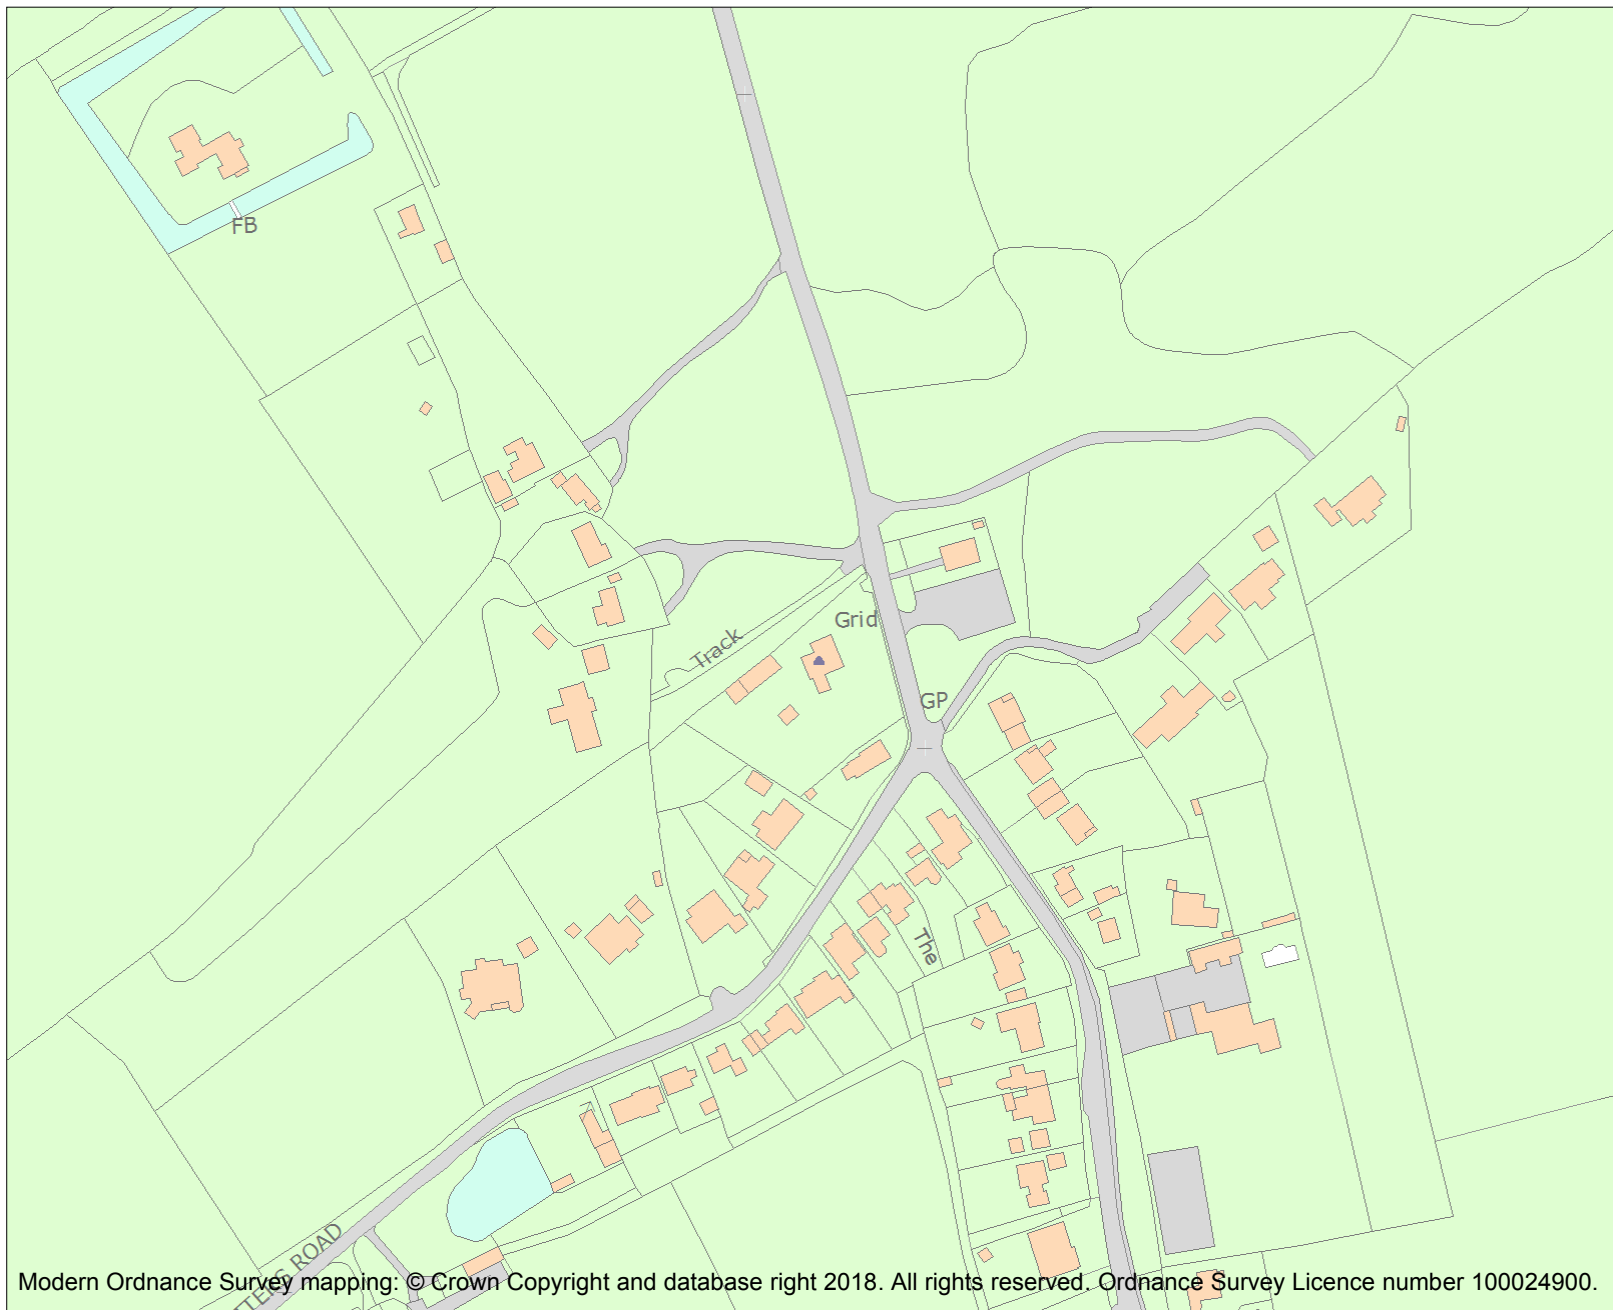 FB
Grid
Track
GP
The
TTERS ROAD
Modern Ordnance Survey mapping: © Crown Copyright and database right 2018. All rights reserved. Ordnance Survey Licence number 100024900.